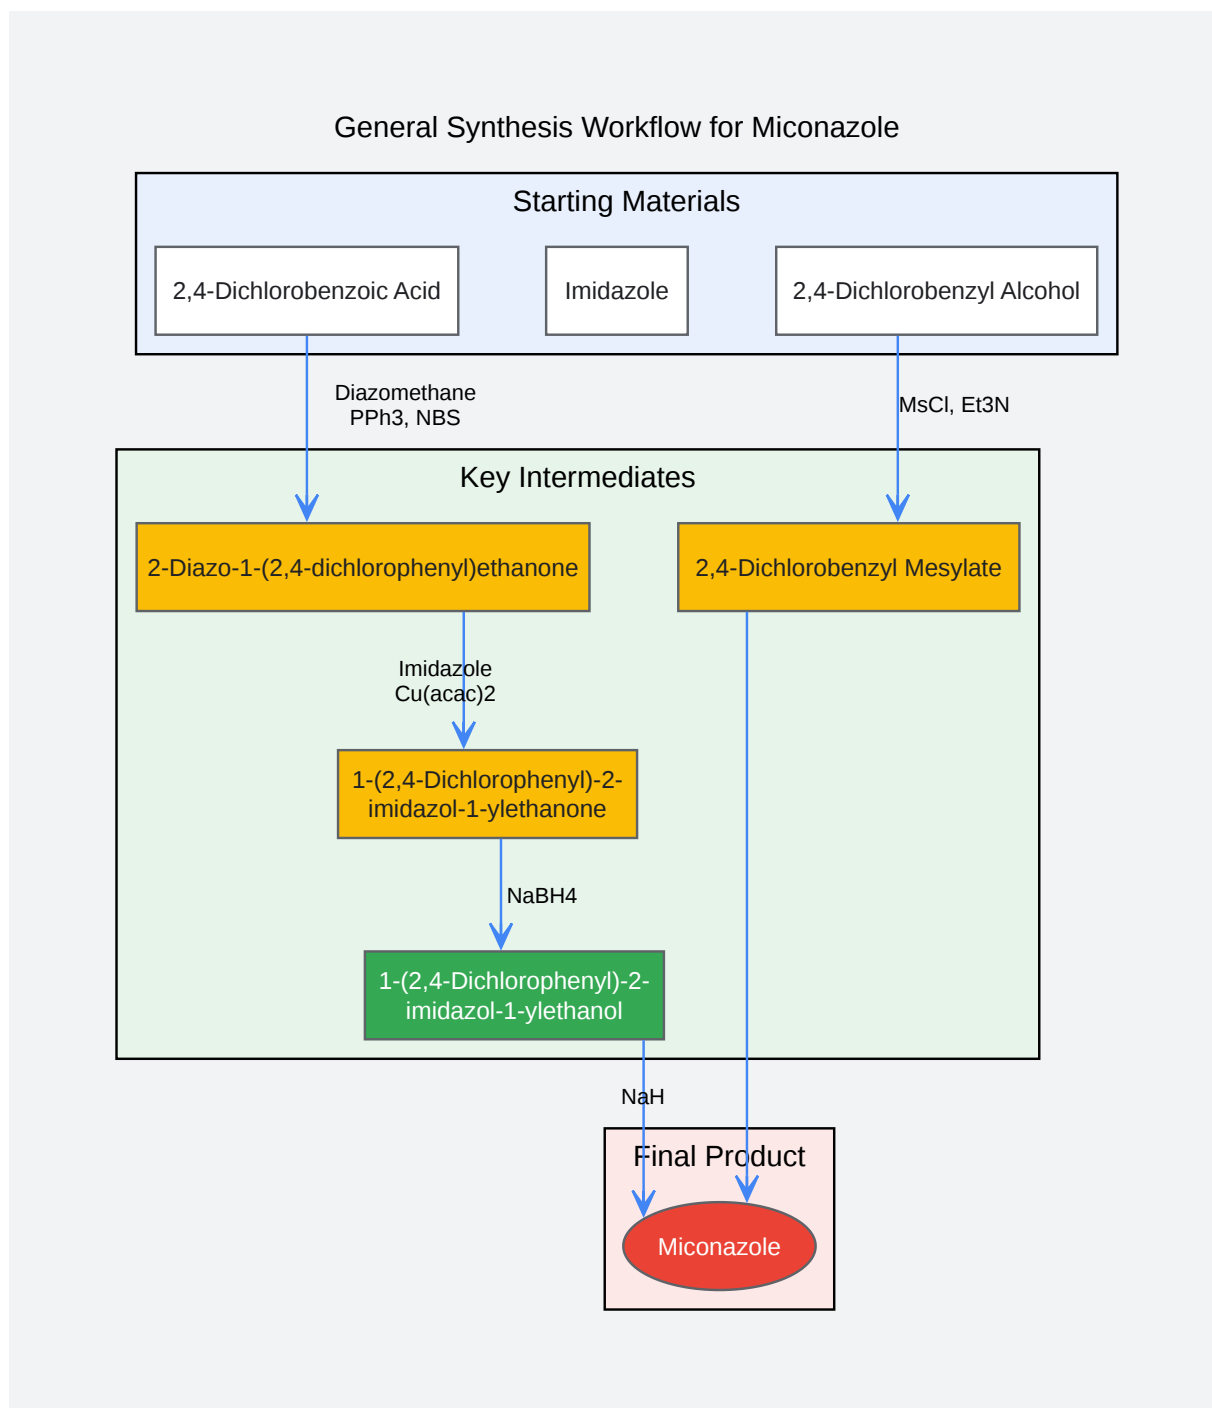 General Synthesis Workflow for Miconazole
Starting Materials
2,4-Dichlorobenzoic Acid
Imidazole
2,4-Dichlorobenzyl Alcohol
Diazomethane
PPh3, NBS
MsCl, Et3N
Key Intermediates
2-Diazo-1-(2,4-dichlorophenyl)ethanone
2,4-Dichlorobenzyl Mesylate
Imidazole
Cu(acac)2
1-(2,4-Dichlorophenyl)-2-
imidazol-1-ylethanone
NaBH4
1-(2,4-Dichlorophenyl)-2-
imidazol-1-ylethanol
NaH
Final Product
Miconazole